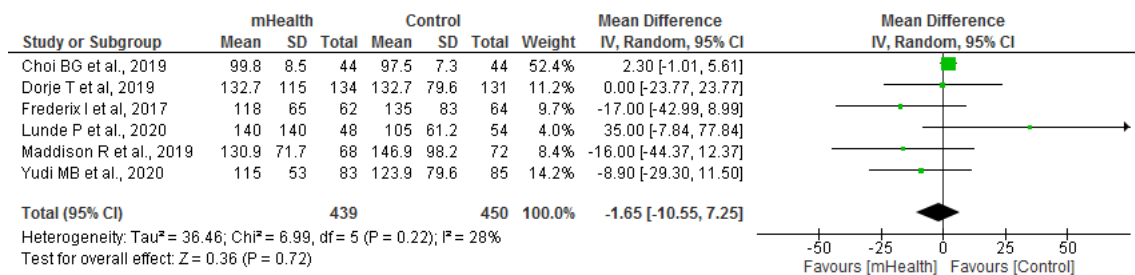 mHealth Control Mean Difference Mean Difference
Study or Subgroup Mean SD Total Mean SD Total Weight IV, Random, 95% CI IV, Random, 95% CI
Choi BG et al., 2019 99.8 8.5 44 97.5 7.3 44 52.4% 2.30 [-1.01, 5.61]
Dorje T et al, 2019 132.7 115 134 132.7 79.6 131 11.2% 0.00 [-23.77, 23.77]
Frederix I et al, 2017 118 65 62 135 83 64 9.7% -17.00 [-42.99, 8.99]
Lunde P et al., 2020 140 140 48 105 61.2 54 4.0% 35.00 [-7.84, 77.84]
Maddison R et al., 2019 130.9 71.7 68 146.9 98.2 72 8.4% -16.00 [-44.37, 12.37]
Yudi MB et al., 2020 115 53 83 123.9 79.6 85 14.2% -8.90 [-29.30, 11.50]
Total (95% CI) 439 450 100.0% -1.65 [-10.55, 7.25]
Heterogeneity: Tau² = 36.46; Chi² = 6.99, df = 5 (P = 0.22); I² = 28%
Test for overall effect: Z = 0.36 (P = 0.72)
-50 -25 0 25 50
Favours [mHealth] Favours [Control]